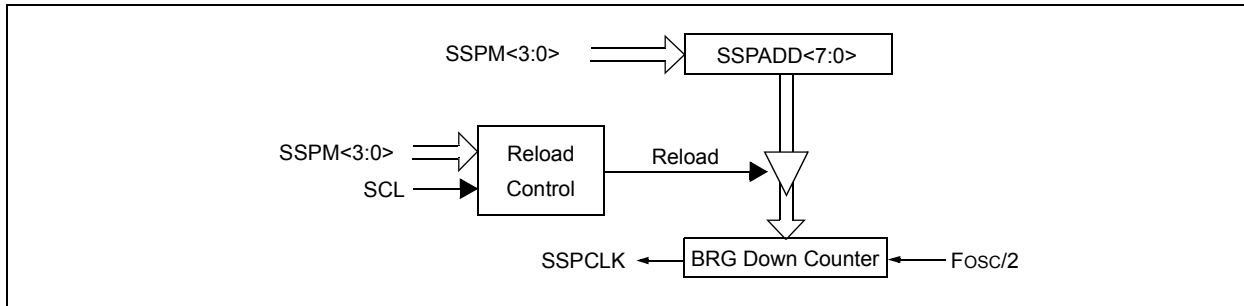 SSPM<3:0>
SSPADD<7:0>
SSPM<3:0>
SCL
Reload
Control
Reload
SSPCLK
BRG Down Counter
FOSC/2